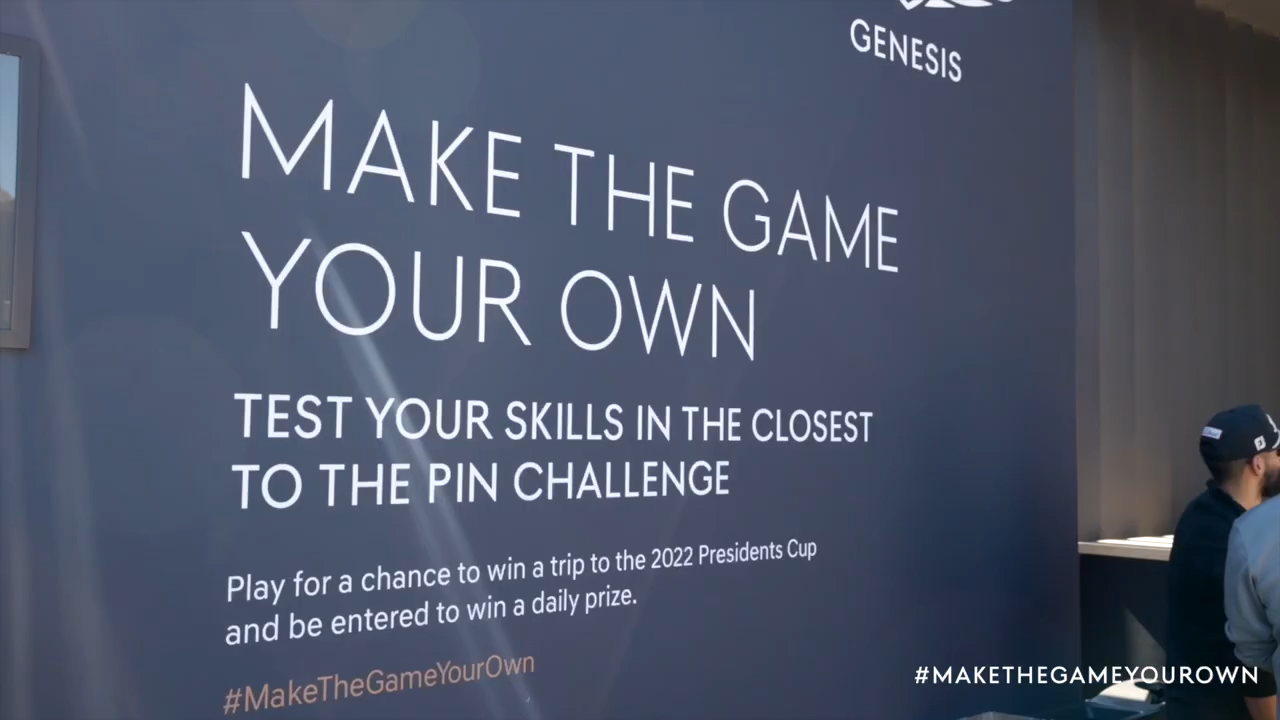 GENESIS
MAKE THE GAME
YOUR OWN
TEST YOUR SKILLS IN THE CLOSEST
TO THE PIN CHALLENGE
Play for a chance to win a trip to the 2022 Presidents Cup
and be entered to win a daily prize.
#MakeTheGameYourOwn
#MAKETHEGAMEYOUROWN